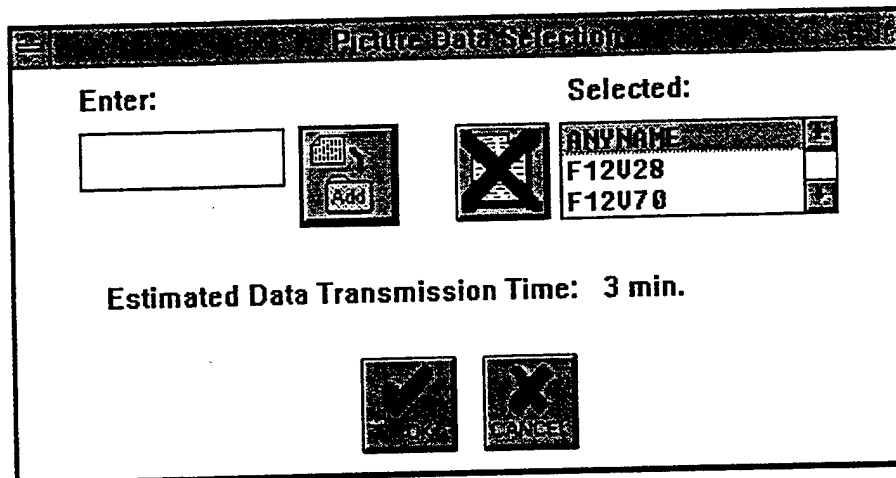 Picture Data Selection
Enter:
Selected:
Add
ANYNAME
F12V28
F12V70
Estimated Data Transmission Time: 3 min.
OK
CANCEL